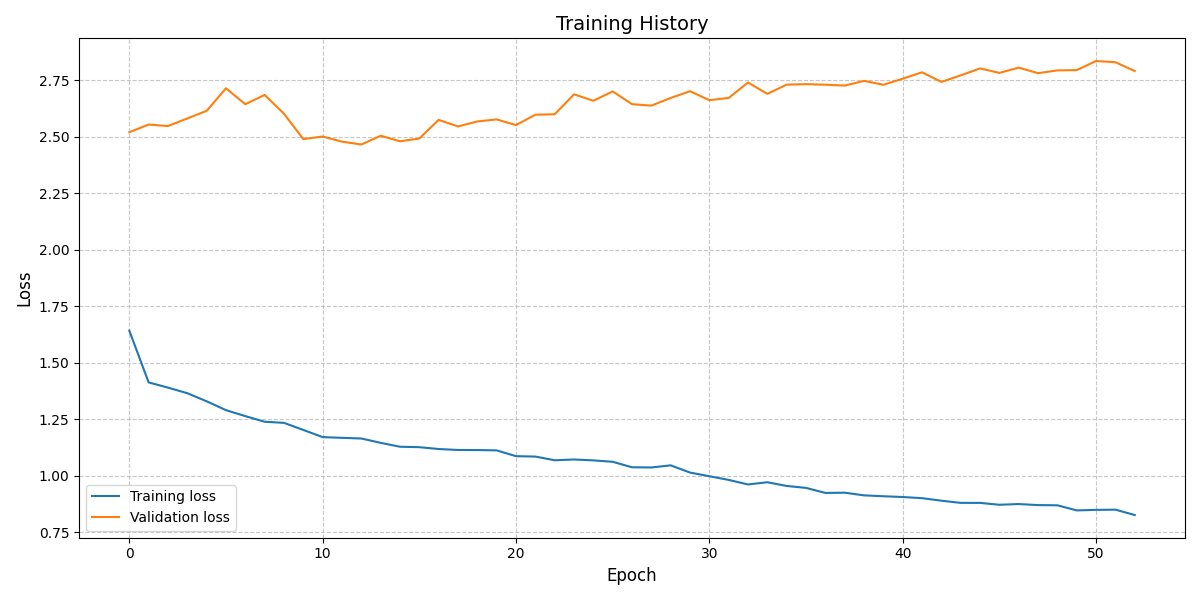 Training History
Loss
2.75
2.50
2.25
2.00
1.75
1.50
1.25
1.00
0.75
Training loss
Validation loss
0 10 20 30 40 50
Epoch